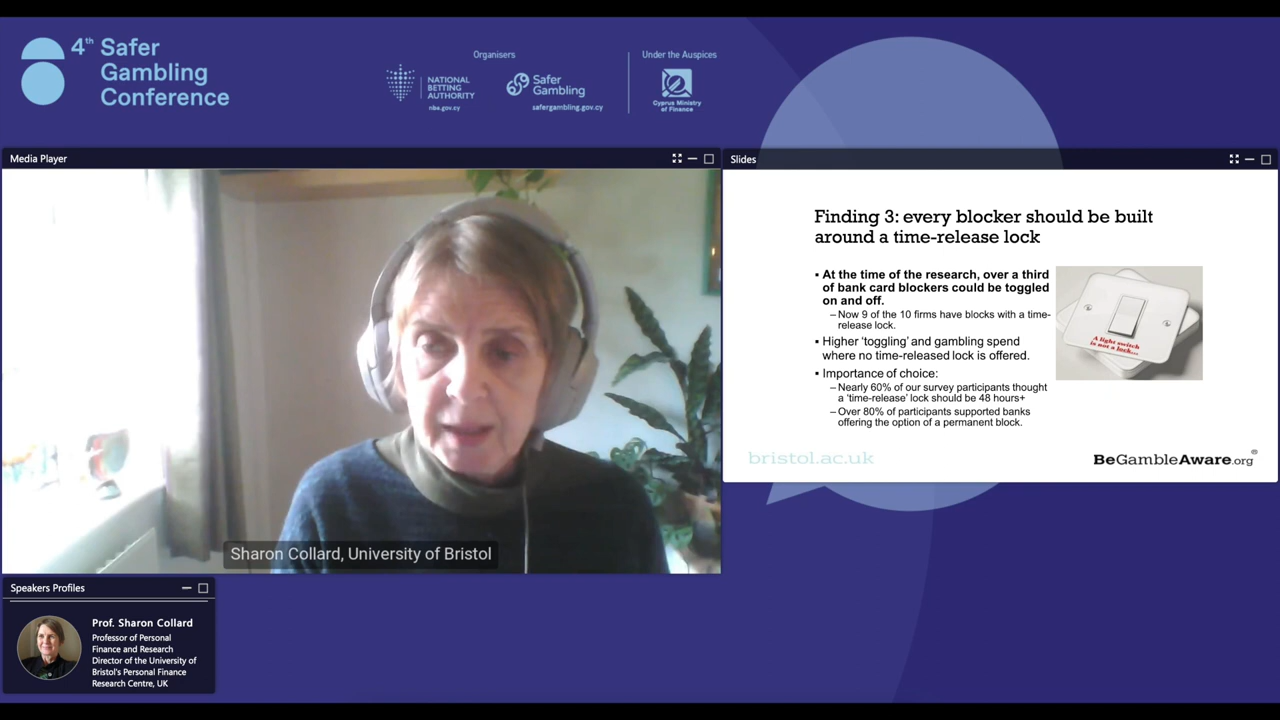 4th Safer
Gambling
Conference
Organisers
NATIONAL
BETTING
AUTHORITY
nba.gov.cy
Safer
Gambling
safergambling.gov.cy
Under the Auspices
Cyprus Ministry
of Finance
Media Player
Sharon Collard, University of Bristol
Slides
Finding 3: every blocker should be built
around a time-release lock
▪ At the time of the research, over a third
of bank card blockers could be toggled
on and off.
– Now 9 of the 10 firms have blocks with a time-
release lock.
▪ Higher 'toggling' and gambling spend
where no time-released lock is offered.
▪ Importance of choice:
– Nearly 60% of our survey participants thought
a 'time-release' lock should be 48 hours+
– Over 80% of participants supported banks
offering the option of a permanent block.
A light switch
is not a lock...
bristol.ac.uk
BeGambleAware.org®
Speakers Profiles
Prof. Sharon Collard
Professor of Personal
Finance and Research
Director of the University of
Bristol's Personal Finance
Research Centre, UK